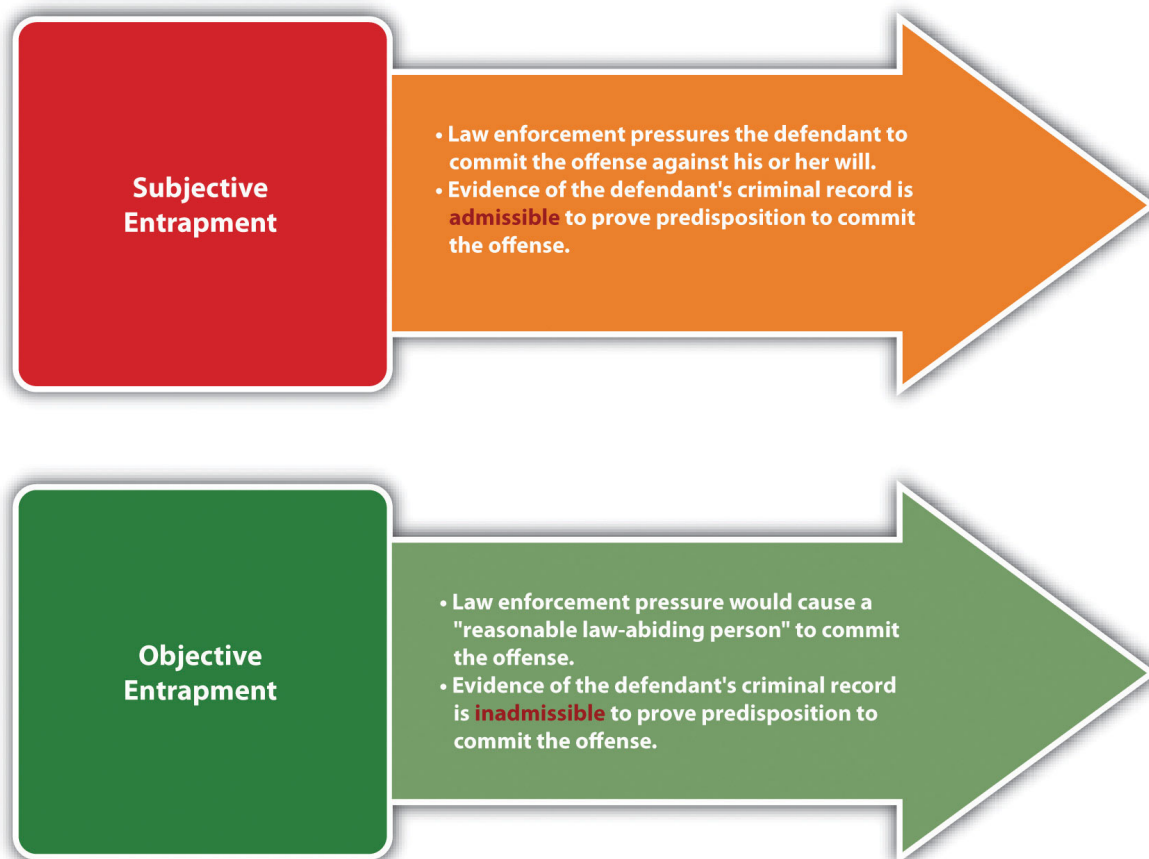 Subjective
Entrapment
• Law enforcement pressures the defendant to
commit the offense against his or her will.
• Evidence of the defendant's criminal record is
admissible to prove predisposition to commit
the offense.
Objective
Entrapment
• Law enforcement pressure would cause a
"reasonable law-abiding person" to commit
the offense.
• Evidence of the defendant's criminal record
is inadmissible to prove predisposition to
commit the offense.